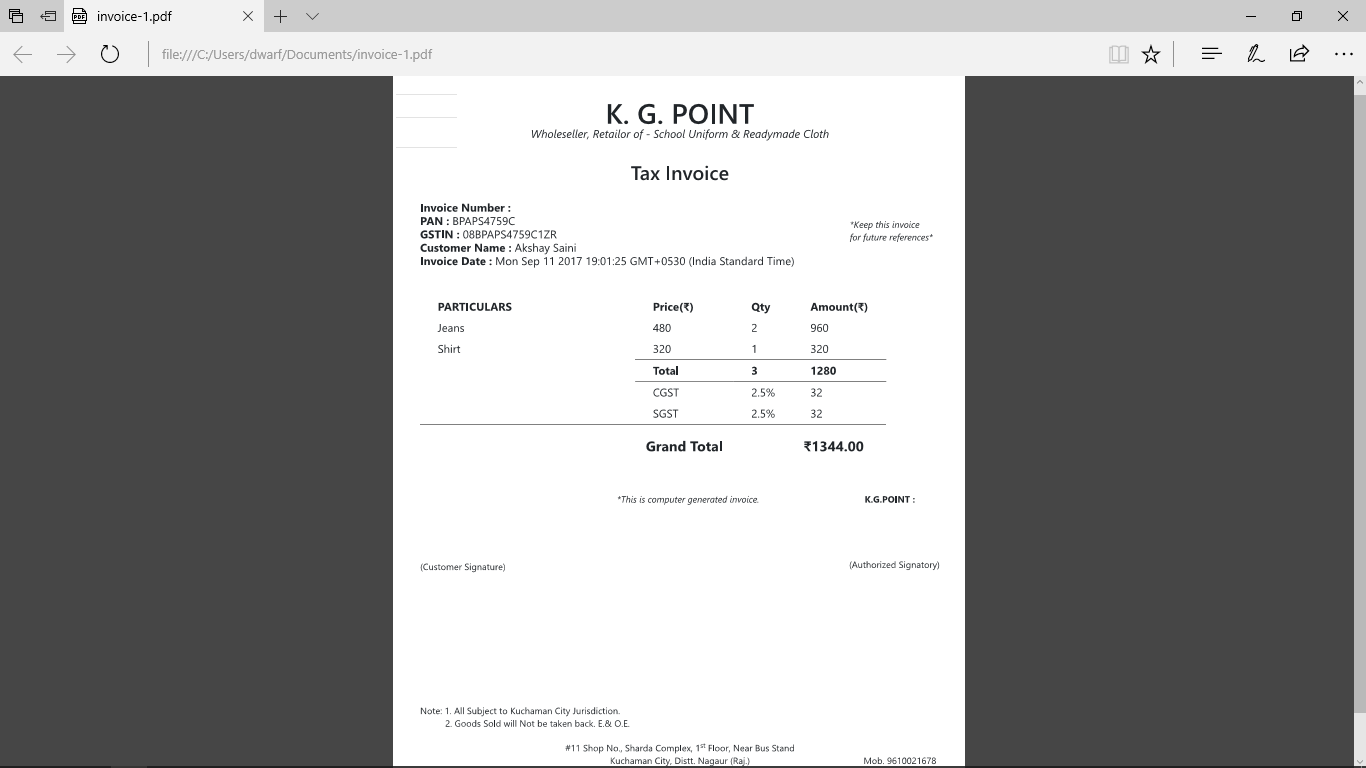 invoice-1.pdf
file:///C:/Users/dwarf/Documents/invoice-1.pdf
K. G. POINT
Wholeseller, Retailor of - School Uniform & Readymade Cloth
Tax Invoice
Invoice Number :
PAN : BPAPS4759C
GSTIN : 08BPAPS4759C1ZR
Customer Name : Akshay Saini
Invoice Date : Mon Sep 11 2017 19:01:25 GMT+0530 (India Standard Time)
*Keep this invoice
for future references*
PARTICULARS Price(₹) Qty Amount(₹)
Jeans 480 2 960
Shirt 320 1 320
Total 3 1280
CGST 2.5% 32
SGST 2.5% 32
Grand Total ₹1344.00
*This is computer generated invoice. K.G.POINT :
(Customer Signature) (Authorized Signatory)
Note: 1. All Subject to Kuchaman City Jurisdiction.
2. Goods Sold will Not be taken back. E.& O.E.
#11 Shop No., Sharda Complex, 1st Floor, Near Bus Stand
Kuchaman City, Distt. Nagaur (Raj.) Mob. 9610021678